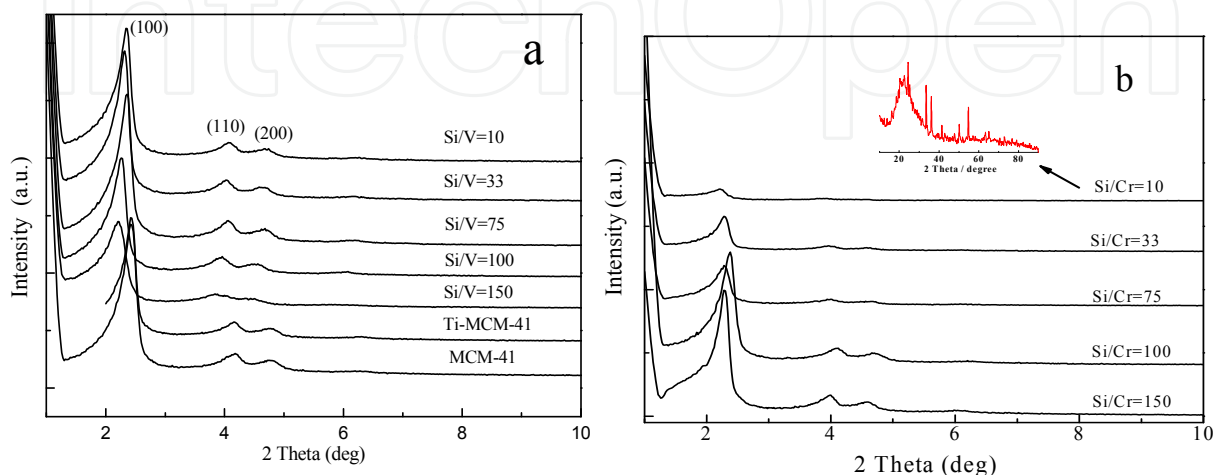 IntechOpen
a
(100)
(110)
(200)
Si/V=10
Si/V=33
Si/V=75
Si/V=100
Si/V=150
Ti-MCM-41
MCM-41
Intensity (a.u.)
2 4 6 8 10
2 Theta (deg)
b
20 40 60 80
2 Theta / degree
Si/Cr=10
Si/Cr=33
Si/Cr=75
Si/Cr=100
Si/Cr=150
Intensity (a.u.)
2 4 6 8 10
2 Theta (deg)